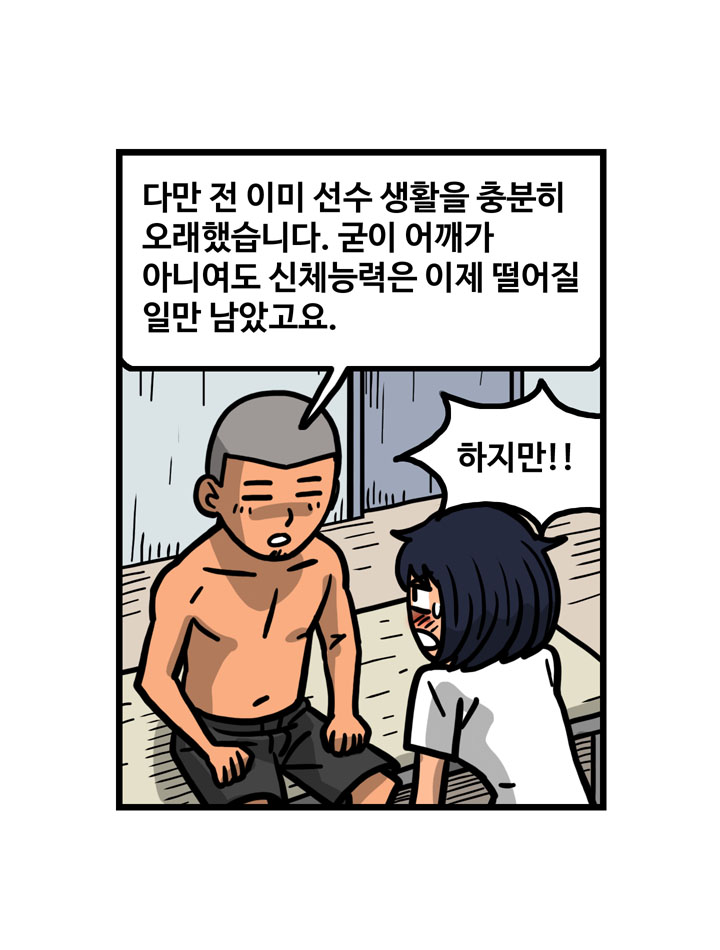 다만 전 이미 선수 생활을 충분히
오래했습니다. 굳이 어깨가
아니여도 신체능력은 이제 떨어질
일만 남았고요.
하지만!!